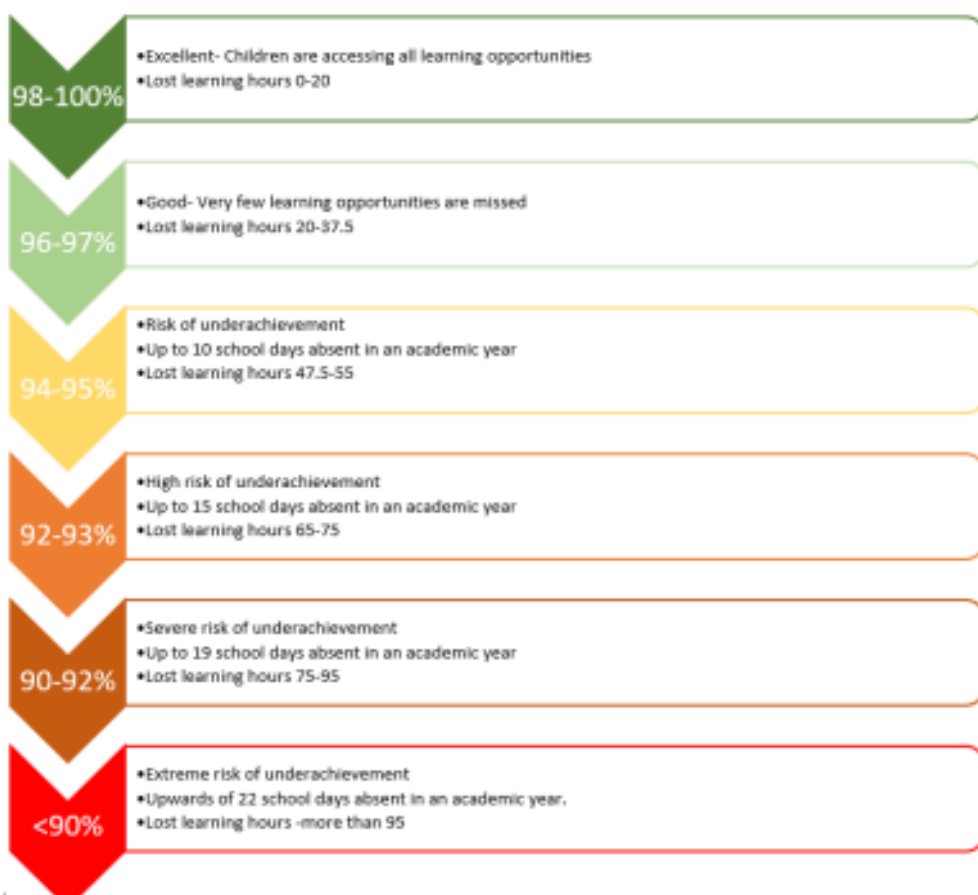 98-100%
•Excellent- Children are accessing all learning opportunities
•Lost learning hours 0-20
96-97%
•Good- Very few learning opportunities are missed
•Lost learning hours 20-37.5
94-95%
•Risk of underachievement
•Up to 10 school days absent in an academic year
•Lost learning hours 47.5-55
92-93%
•High risk of underachievement
•Up to 15 school days absent in an academic year
•Lost learning hours 65-75
90-92%
•Severe risk of underachievement
•Up to 19 school days absent in an academic year
•Lost learning hours 75-95
<90%
•Extreme risk of underachievement
•Upwards of 22 school days absent in an academic year.
•Lost learning hours -more than 95